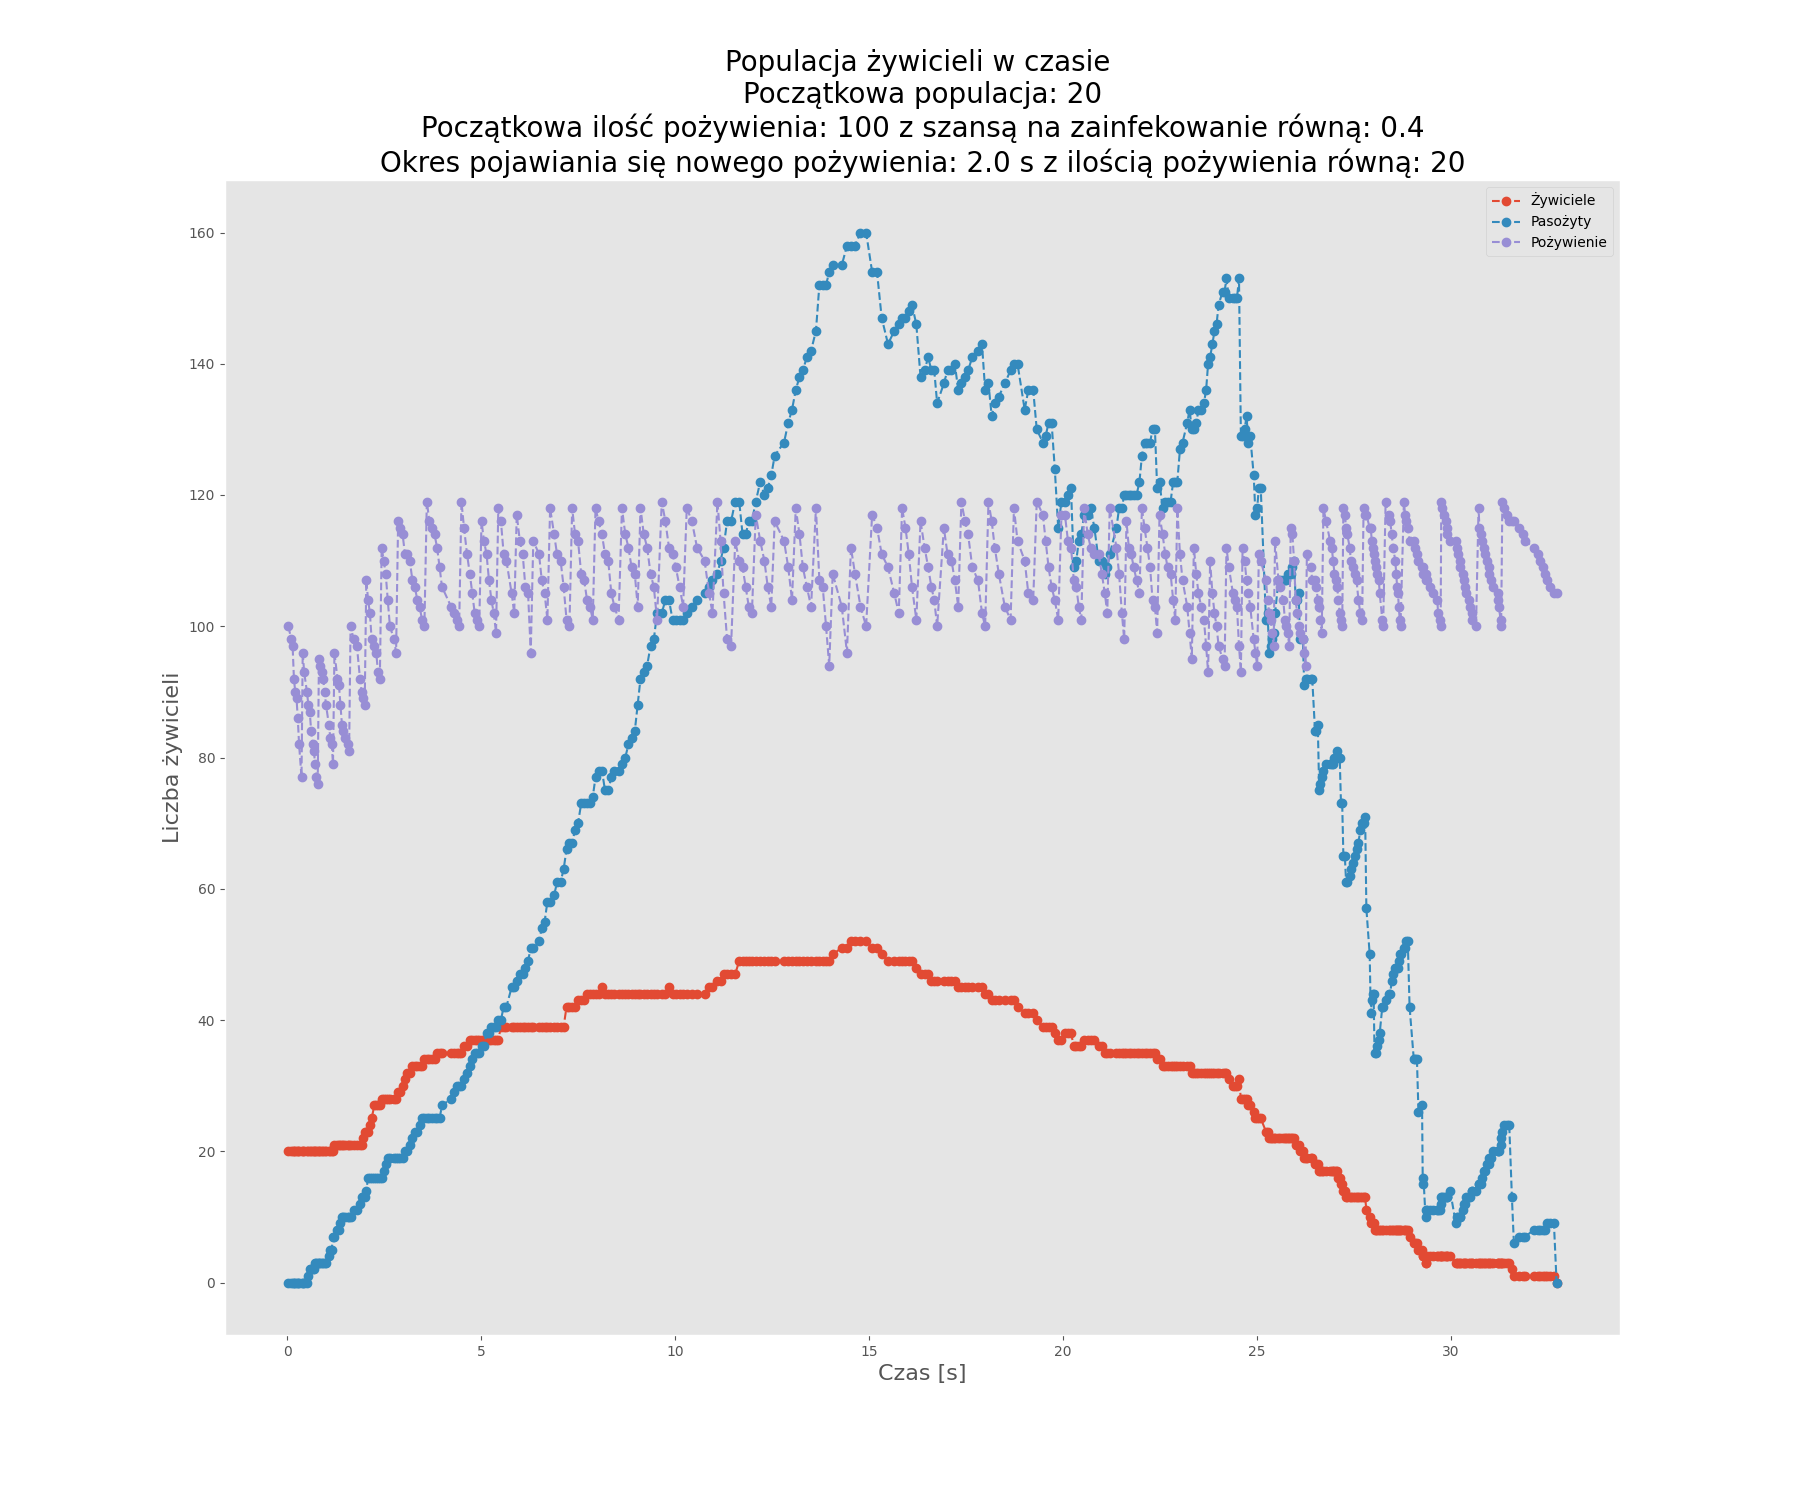 Populacja żywicieli w czasie
Początkowa populacja: 20
Początkowa ilość pożywienia: 100 z szansą na zainfekowanie równą: 0.4
Okres pojawiania się nowego pożywienia: 2.0 s z ilością pożywienia równą: 20
Żywiciele
Pasożyty
Pożywienie
160
140
120
100
80
60
40
20
0
Liczba żywicieli
0 5 10 15 20 25 30
Czas [s]